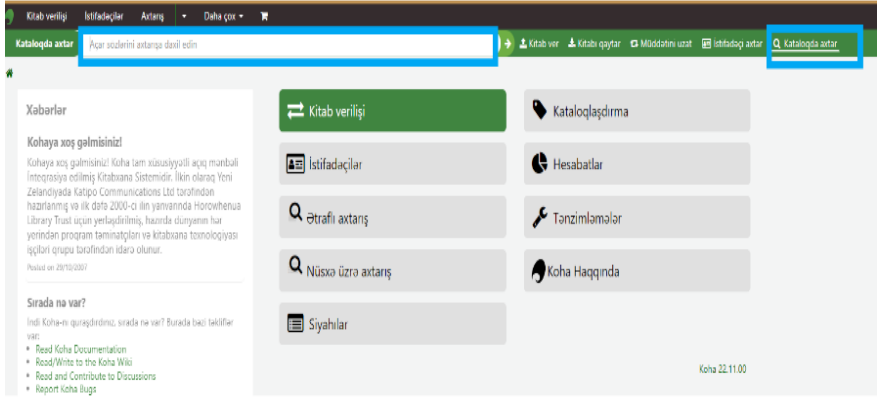 Kitab verilişi İstifadəçilər Axtarış Daha çox
Kataloqda axtar Açar sözlərini axtarışa daxil edin Kitab ver Kitabı qaytar Müddətini uzat İstifadəçi axtar Kataloqda axtar
Xəbərlər
Kohaya xoş gəlmisiniz!
Kohaya xoş gəlmisiniz! Koha tam xüsusiyyətli açıq mənbəli
İnteqrasiya edilmiş Kitabxana Sistemidir. İlkin olaraq Yeni
Zelandiyada Katipo Communications Ltd tərəfindən
hazırlanmış və ilk dəfə 2000-ci ilin yanvarında Horowhenua
Library Trust üçün yerləşdirilmiş, hazırda dünyanın hər
yerindən proqram təminatçıları və kitabxana texnologiyası
işçiləri qrupu tərəfindən idarə olunur.
Posted on 29/10/2007
Sırada nə var?
İndi Koha-nı quraşdırdınız, sırada nə var? Burada bəzi təkliflər
var:
Read Koha Documentation
Read/Write to the Koha Wiki
Read and Contribute to Discussions
Report Koha Bugs
Kitab verilişi
İstifadəçilər
Ətraflı axtarış
Nüsxə üzrə axtarış
Siyahılar
Kataloqlaşdırma
Hesabatlar
Tənzimləmələr
Koha Haqqında
Koha 22.11.00